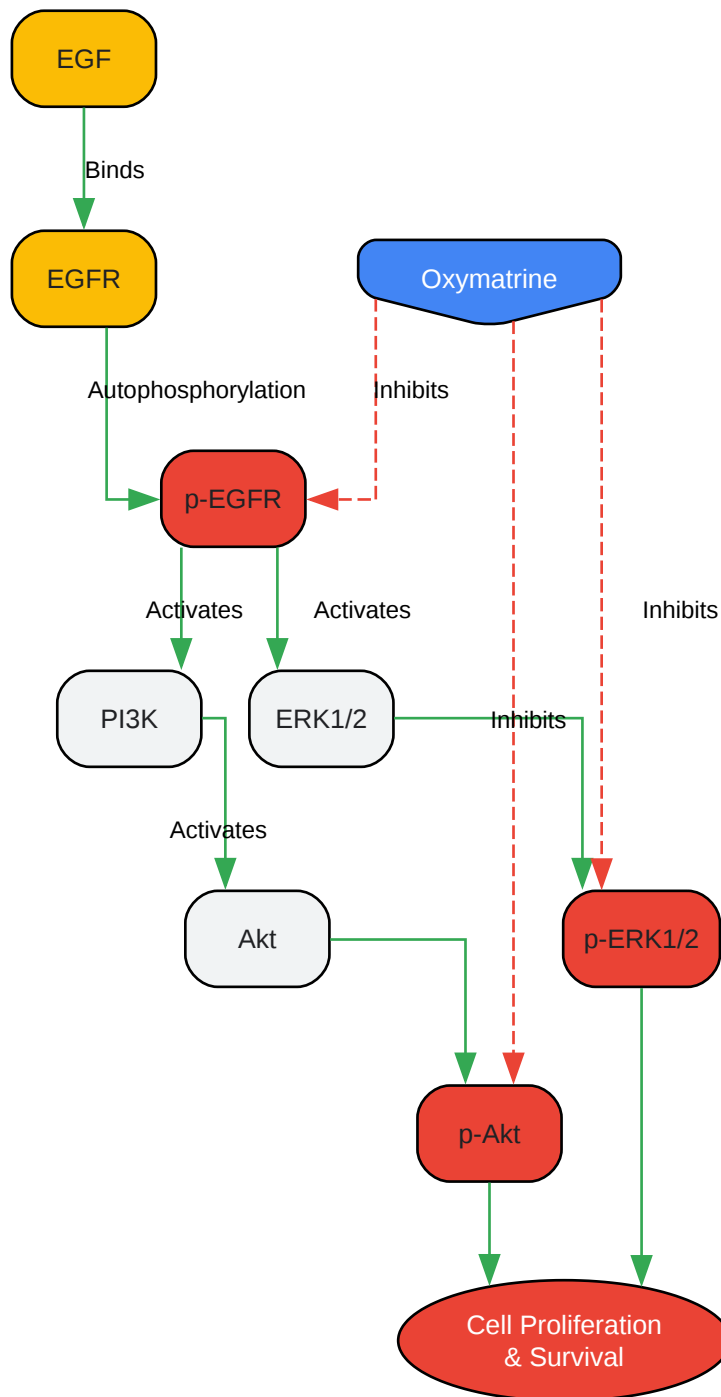 EGF
Binds
EGFR
Oxymatrine
Autophosphorylation
Inhibits
p-EGFR
Activates
Activates
Inhibits
PI3K
ERK1/2
Inhibits
Activates
Akt
p-ERK1/2
p-Akt
Cell Proliferation
& Survival